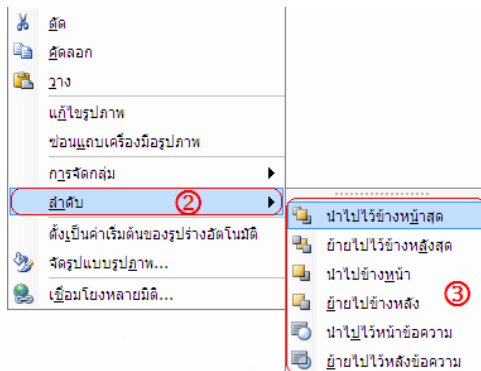 ตัด
คัดลอก
วาง
แก้ไขรูปภาพ
ซ่อนแถบเครื่องมือรูปภาพ
การจัดกลุ่ม
ลำดับ ②
ตั้งเป็นค่าเริ่มต้นของรูปร่างอัตโนมัติ
จัดรูปแบบรูปภาพ...
เชื่อมโยงหลายมิติ...
นำไปไว้ข้างหน้าสุด
ย้ายไปไว้ข้างหลังสุด
นำไปข้างหน้า
ย้ายไปข้างหลัง ③
นำไปไว้หน้าข้อความ
ย้ายไปไว้หลังข้อความ